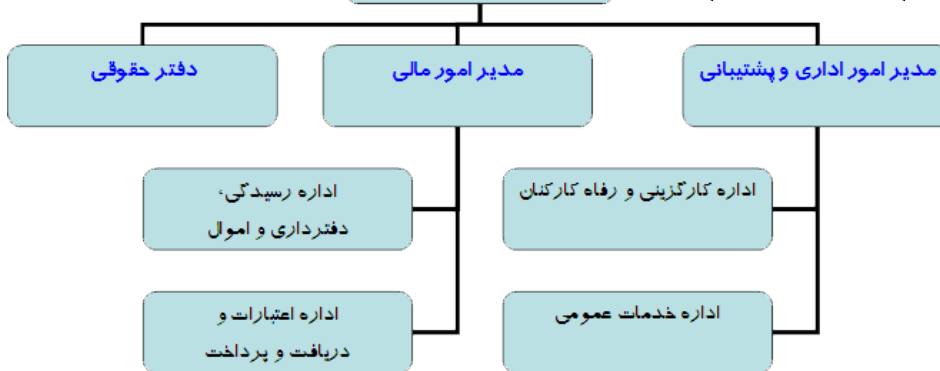 مدیر امور اداری و پشتیبانی
مدیر امور مالی
دفتر حقوقی
اداره کارگزینی و رفاه کارکنان
اداره رسیدگی،
دفترداری و اموال
اداره خدمات عمومی
اداره اعتبارات و
دریافت و پرداخت